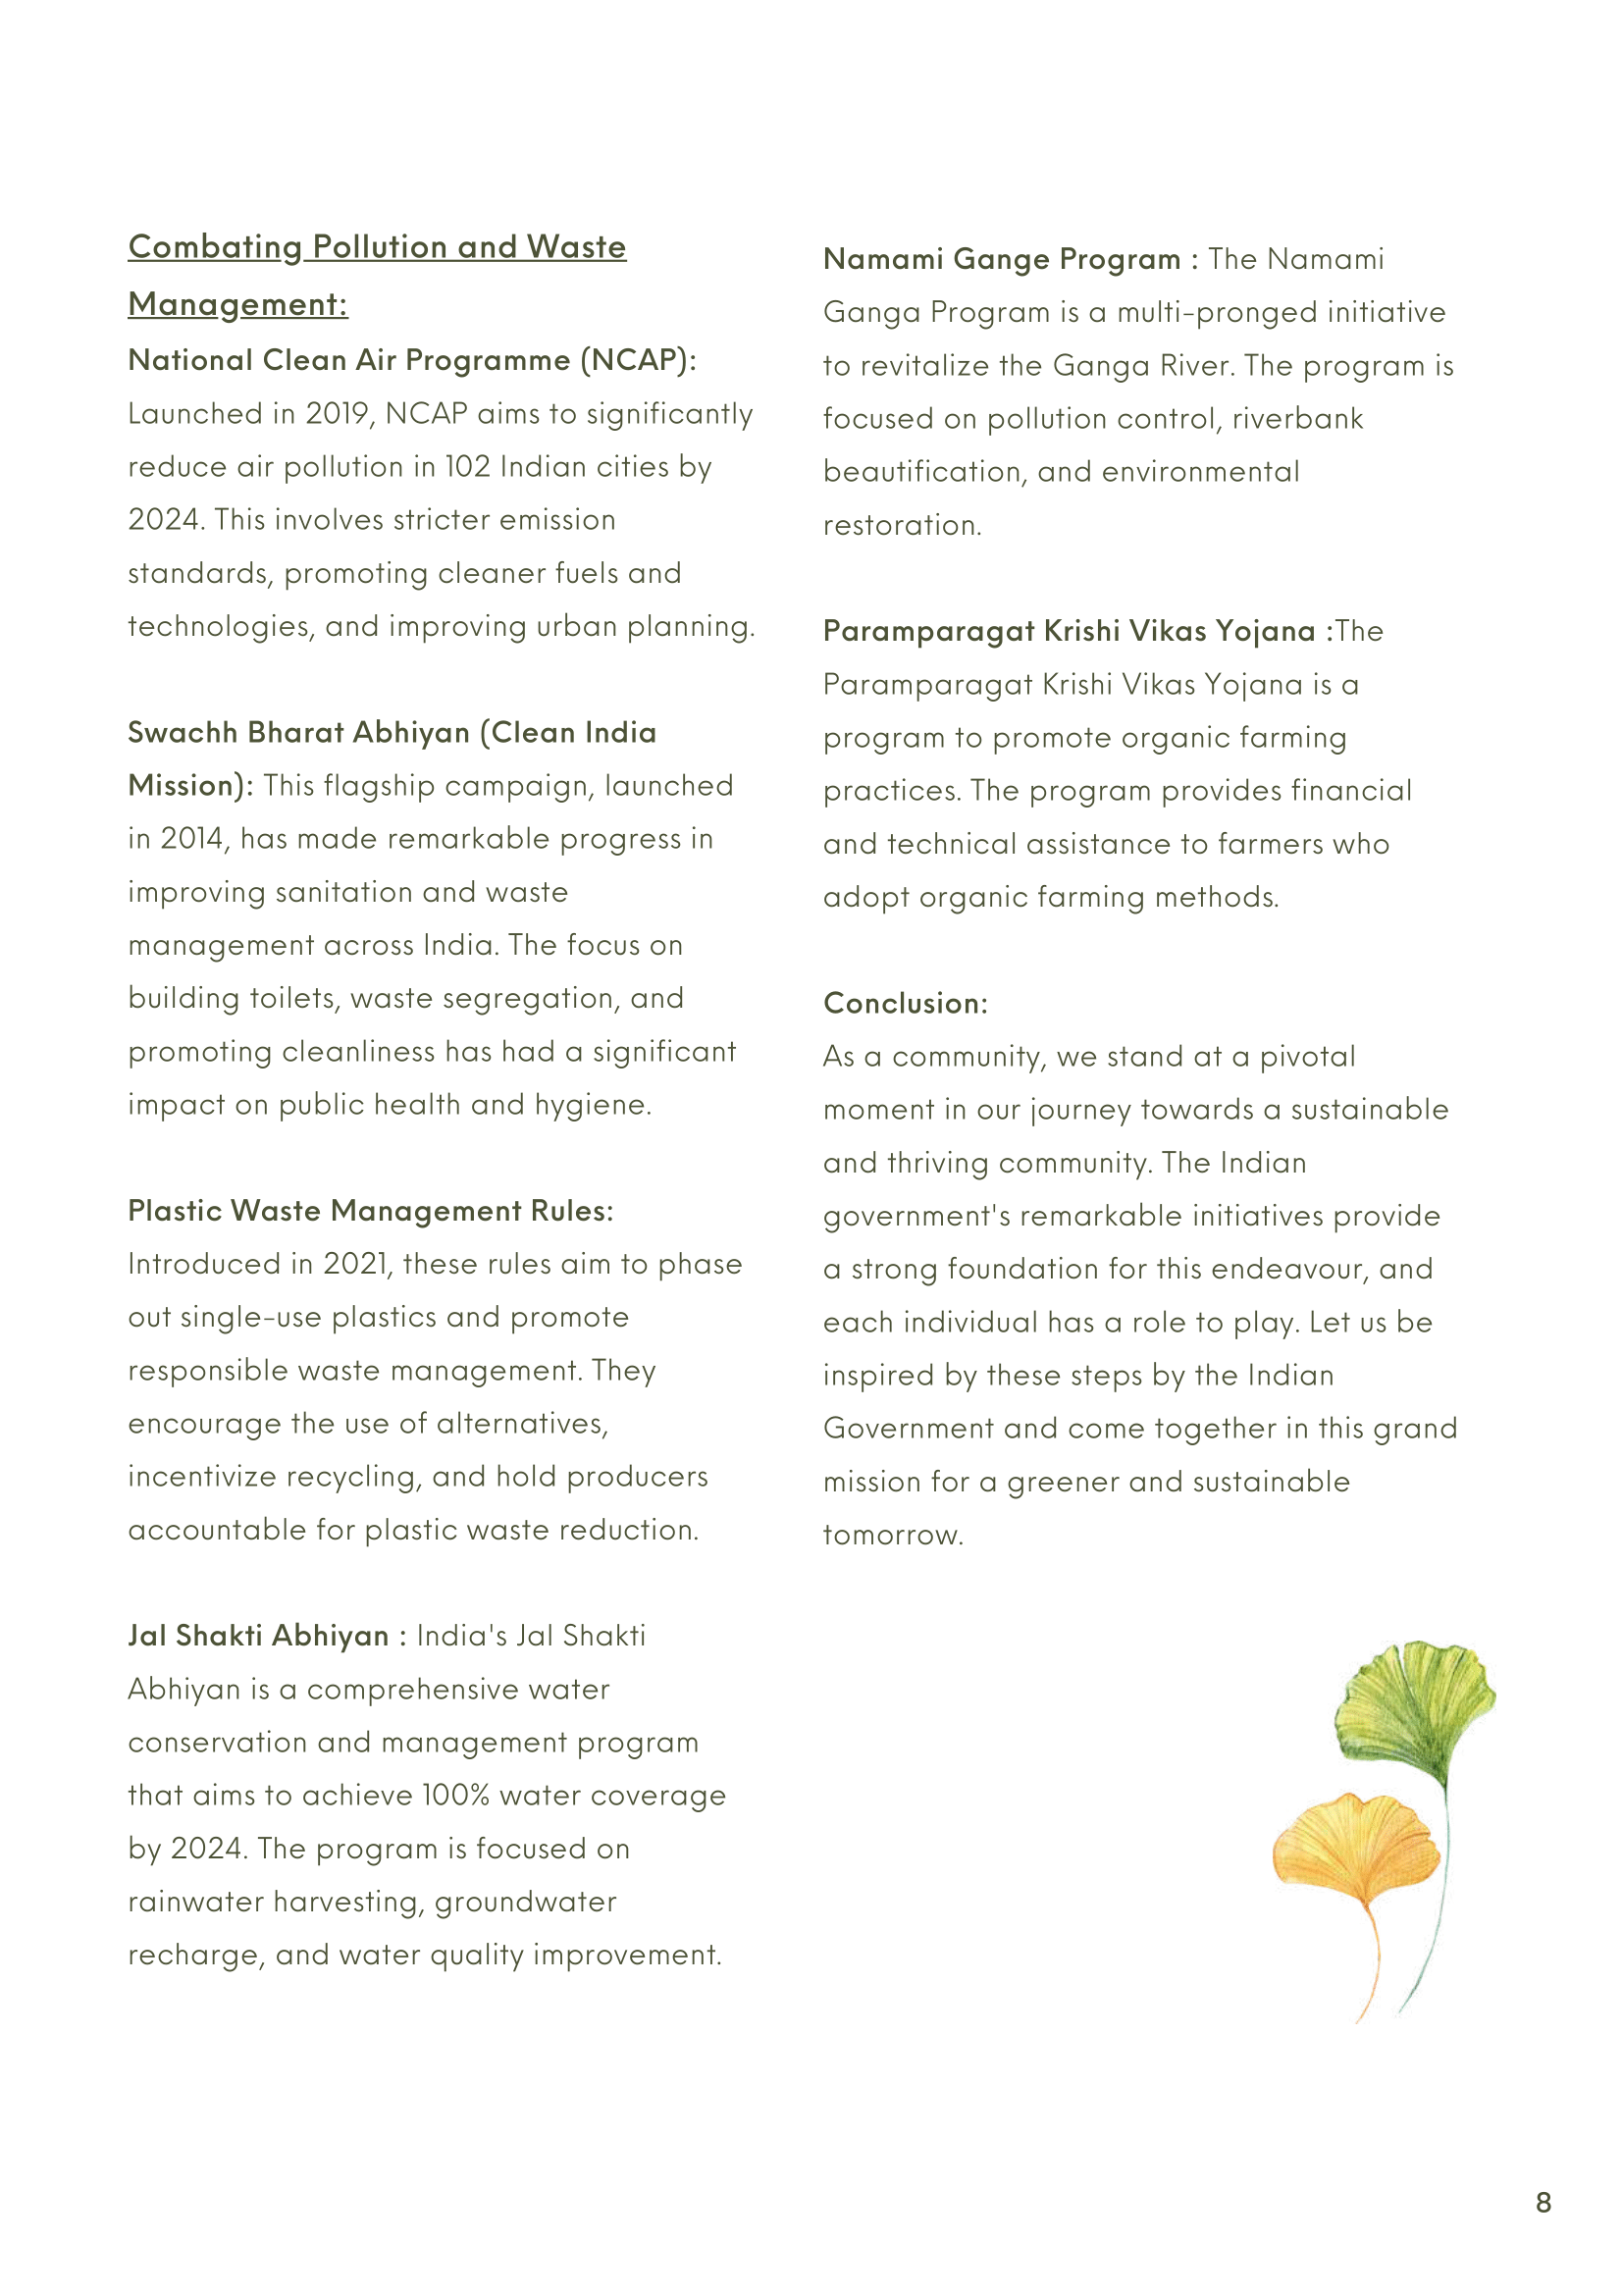 Combating Pollution and Waste
Management:
National Clean Air Programme (NCAP):
Launched in 2019, NCAP aims to significantly
reduce air pollution in 102 Indian cities by
2024. This involves stricter emission
standards, promoting cleaner fuels and
technologies, and improving urban planning.
Swachh Bharat Abhiyan (Clean India
Mission): This flagship campaign, launched
in 2014, has made remarkable progress in
improving sanitation and waste
management across India. The focus on
building toilets, waste segregation, and
promoting cleanliness has had a significant
impact on public health and hygiene.
Plastic Waste Management Rules:
Introduced in 2021, these rules aim to phase
out single-use plastics and promote
responsible waste management. They
encourage the use of alternatives,
incentivize recycling, and hold producers
accountable for plastic waste reduction.
Jal Shakti Abhiyan : India's Jal Shakti
Abhiyan is a comprehensive water
conservation and management program
that aims to achieve 100% water coverage
by 2024. The program is focused on
rainwater harvesting, groundwater
recharge, and water quality improvement.
Namami Gange Program : The Namami
Ganga Program is a multi-pronged initiative
to revitalize the Ganga River. The program is
focused on pollution control, riverbank
beautification, and environmental
restoration.
Paramparagat Krishi Vikas Yojana :The
Paramparagat Krishi Vikas Yojana is a
program to promote organic farming
practices. The program provides financial
and technical assistance to farmers who
adopt organic farming methods.
Conclusion:
As a community, we stand at a pivotal
moment in our journey towards a sustainable
and thriving community. The Indian
government's remarkable initiatives provide
a strong foundation for this endeavour, and
each individual has a role to play. Let us be
inspired by these steps by the Indian
Government and come together in this grand
mission for a greener and sustainable
tomorrow.
8